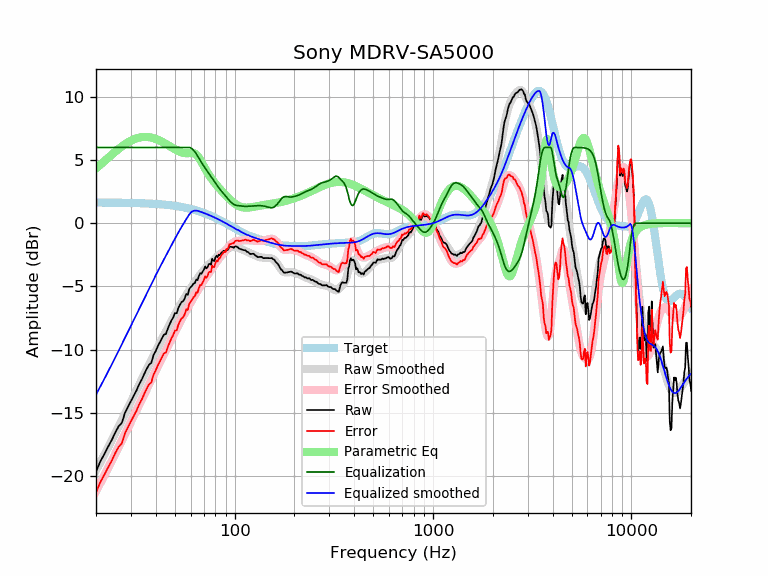 Sony MDRV-SA5000
10
5
0
−5
−10
−15
−20
Amplitude (dBr)
Target
Raw Smoothed
Error Smoothed
Raw
Error
Parametric Eq
Equalization
Equalized smoothed
100
1000
10000
Frequency (Hz)